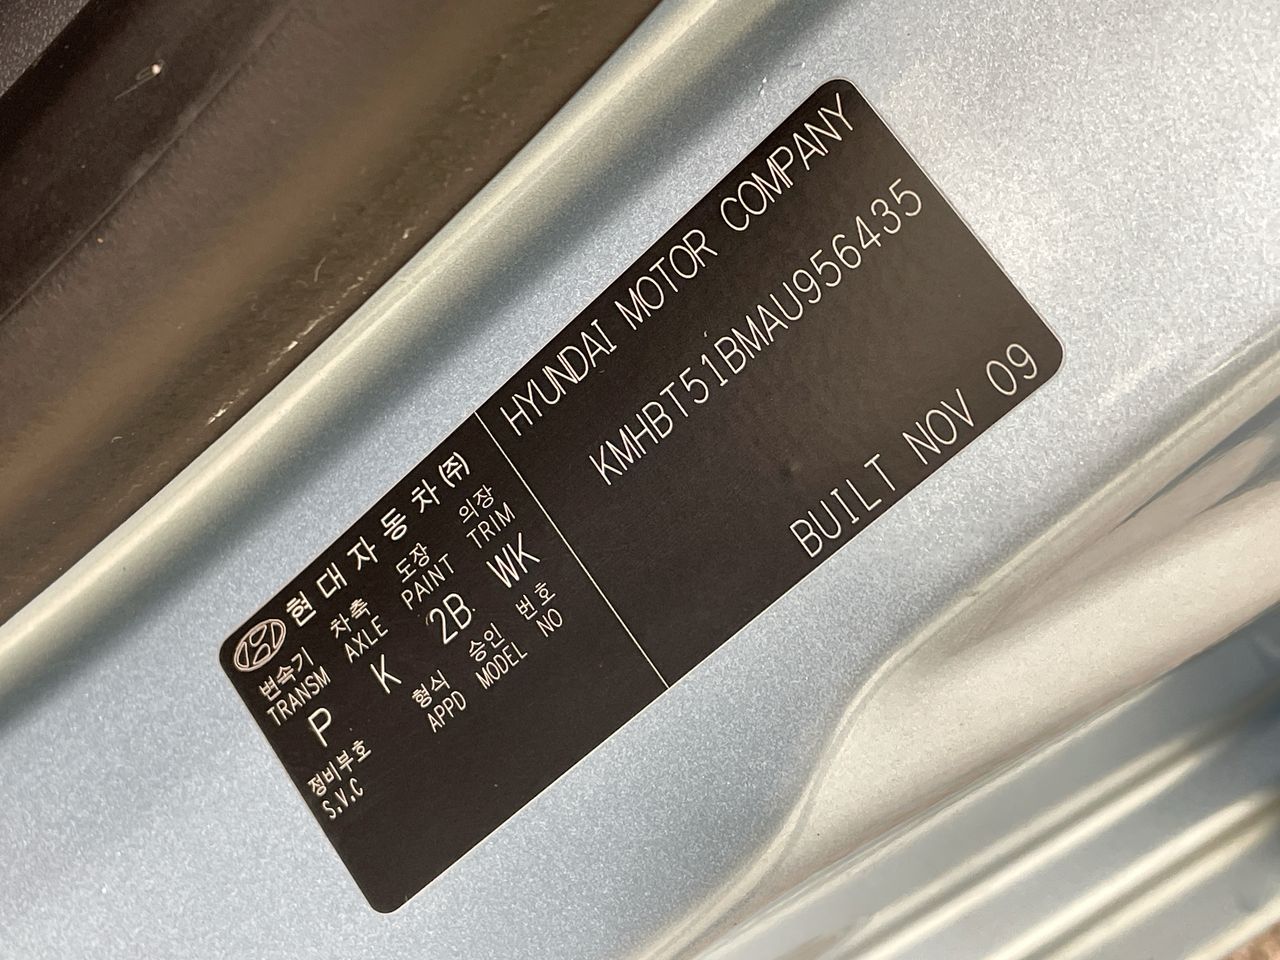 현대자동차(주)
변속기 차축 도장 의장
TRANSM AXLE PAINT TRIM
P K 2B WK
정비부호 형식 승인 번호
S.V.C APPD MODEL NO
HYUNDAI MOTOR COMPANY
KMHBT51BMAU956435
BUILT NOV 09